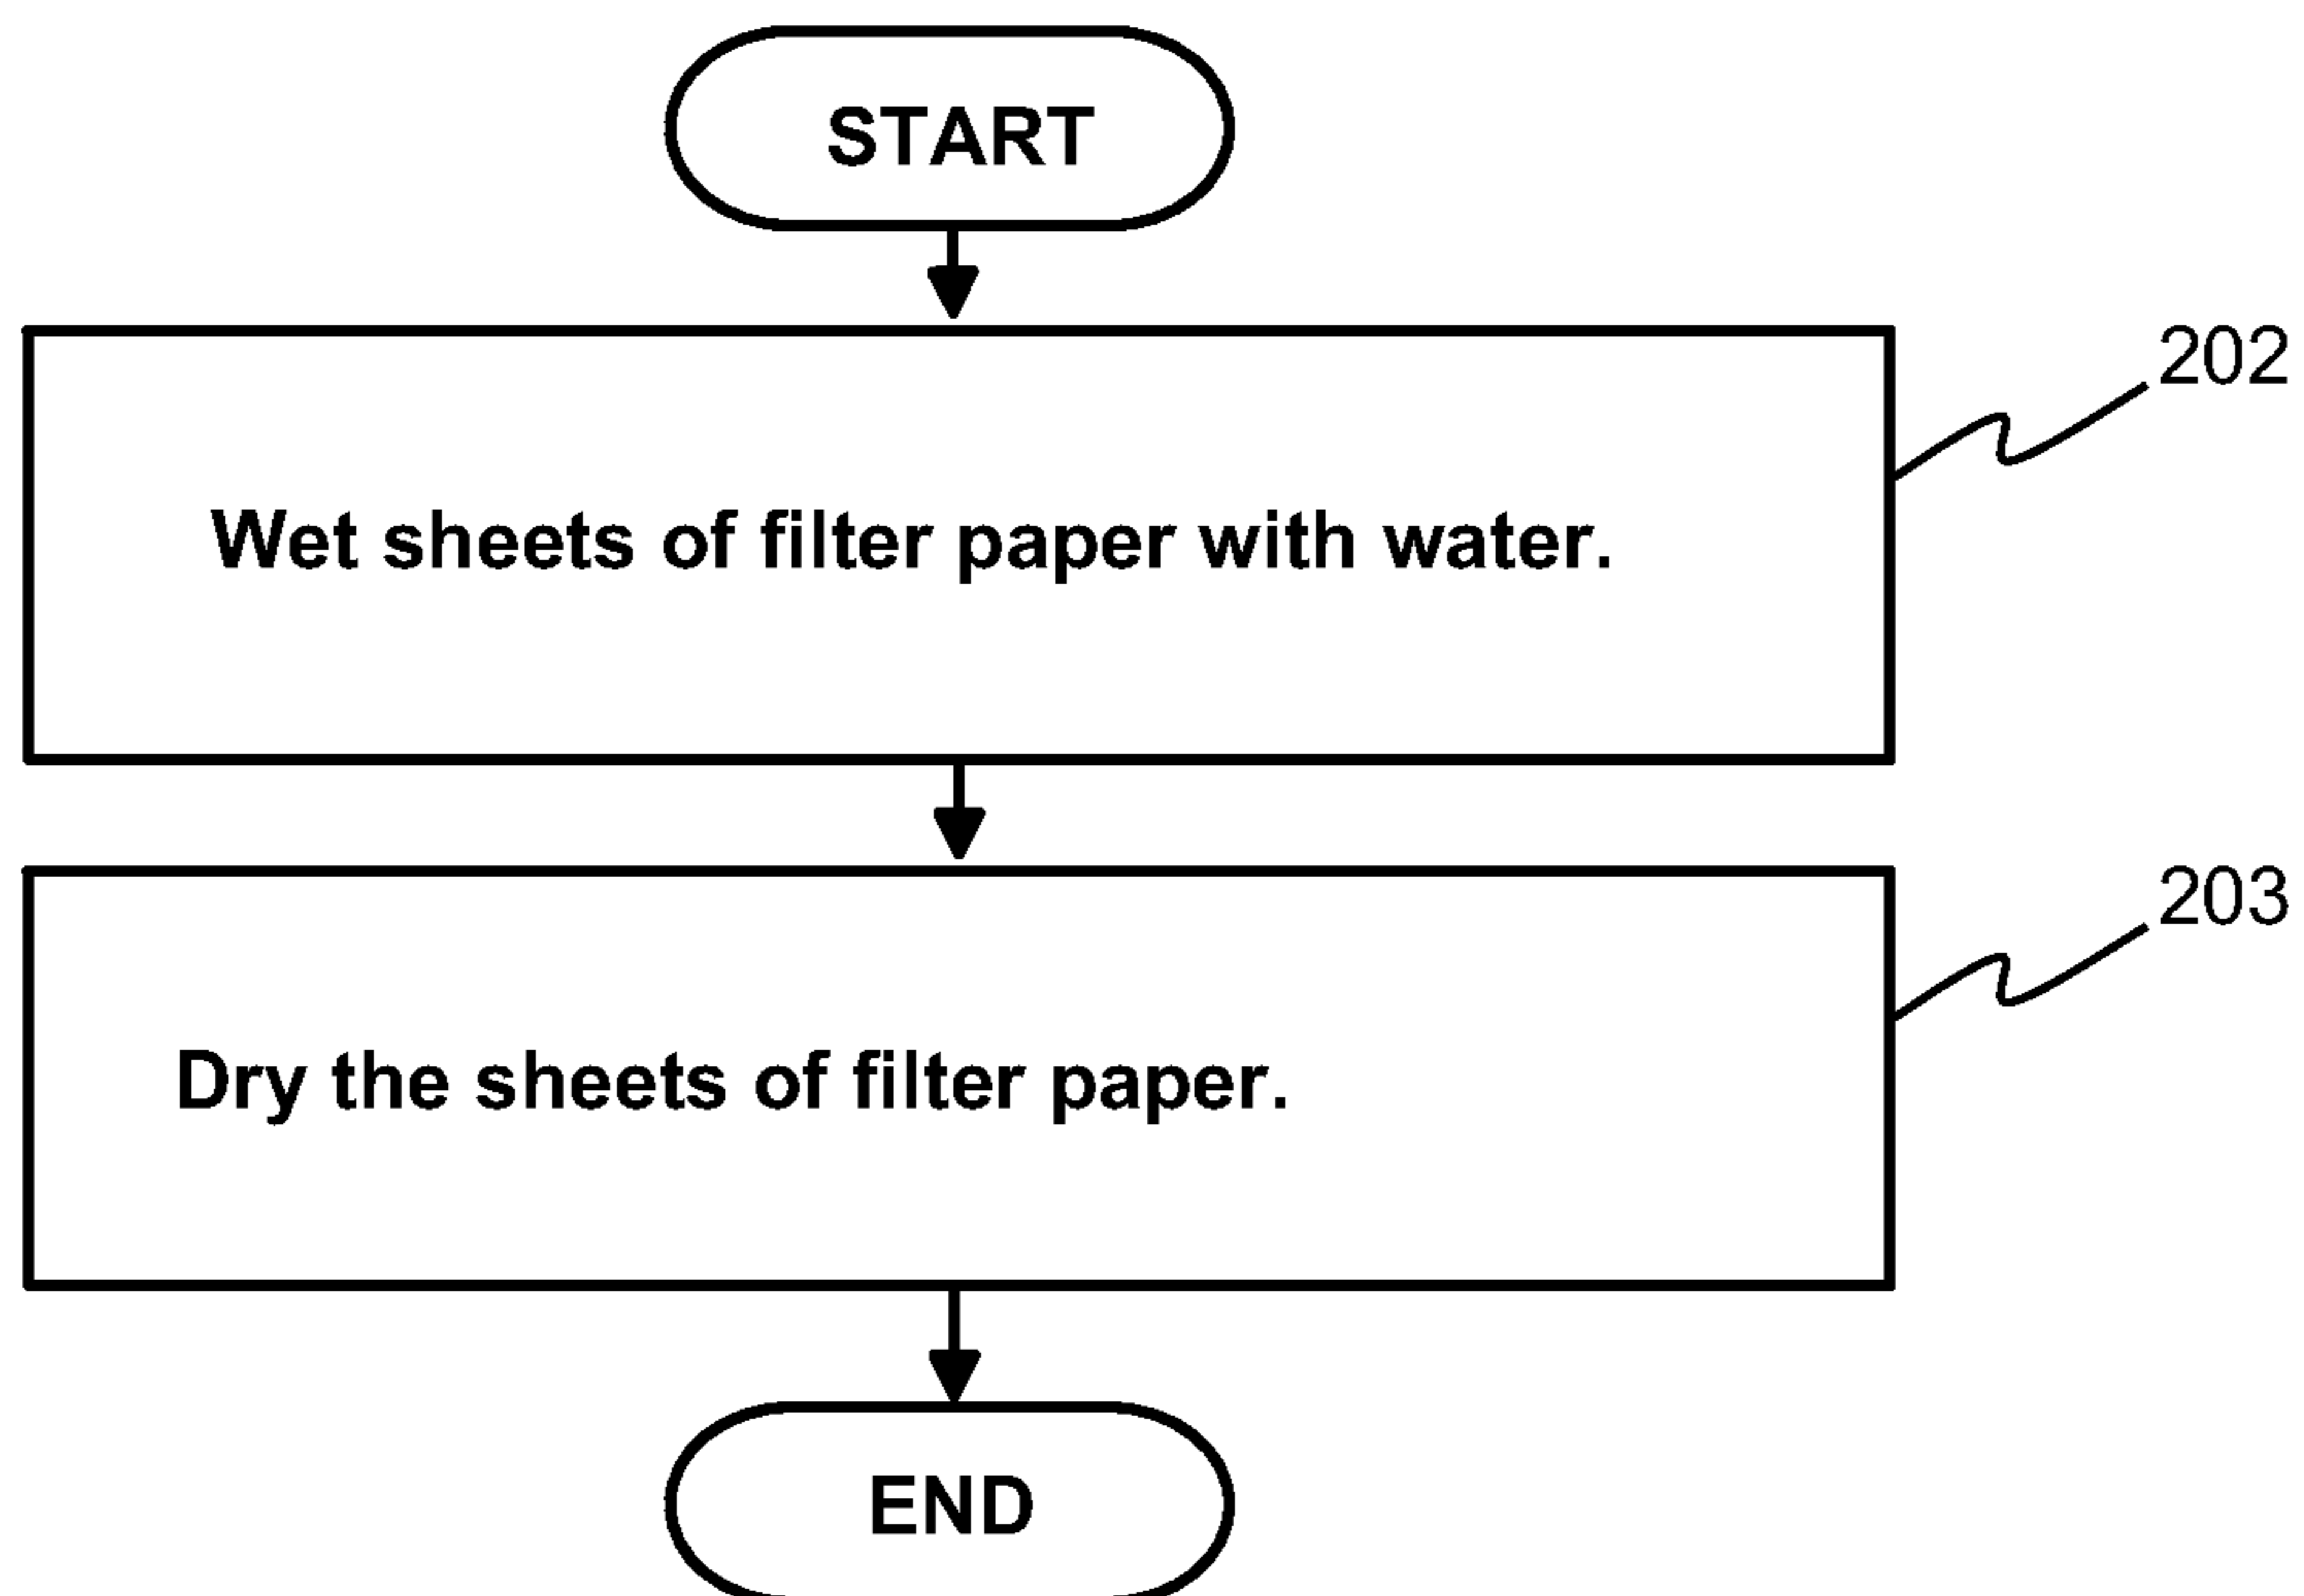 START
202
Wet sheets of filter paper with water.
203
Dry the sheets of filter paper.
END